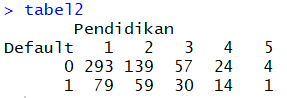 > tabel2
Pendidikan
Default 1 2 3 4 5
0 293 139 57 24 4
1 79 59 30 14 1